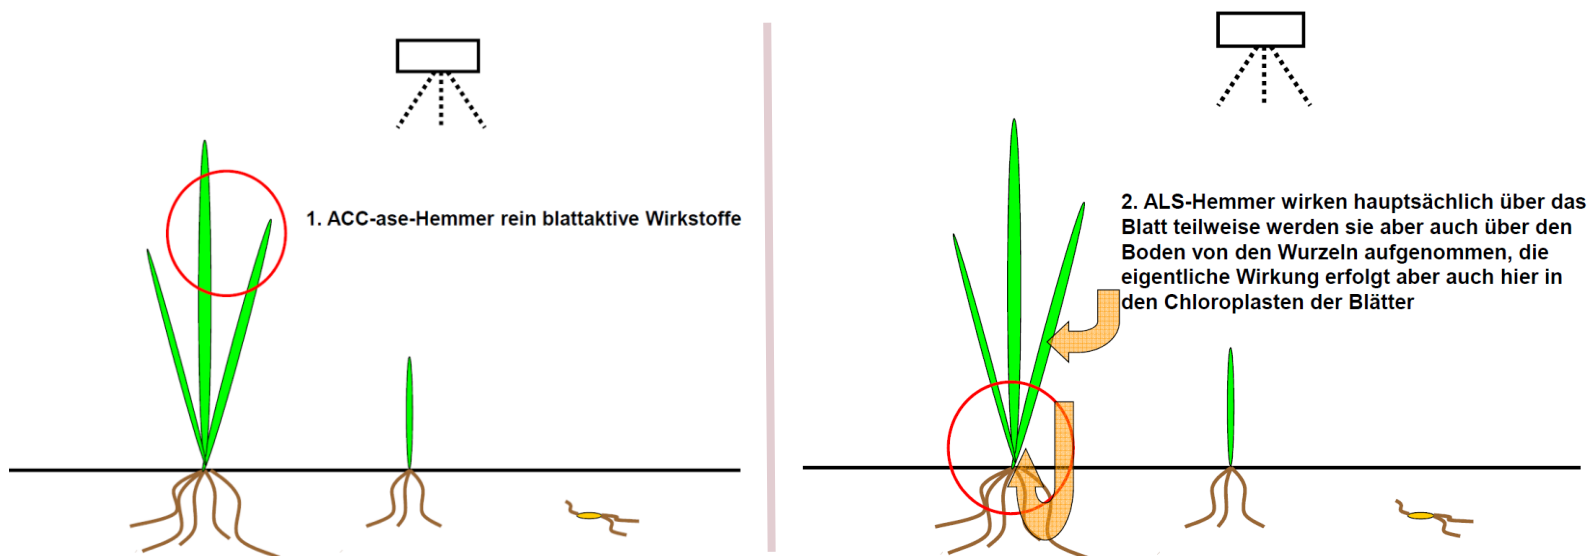 1. ACC-ase-Hemmer rein blattaktive Wirkstoffe
2. ALS-Hemmer wirken hauptsächlich über das
Blatt teilweise werden sie aber auch über den
Boden von den Wurzeln aufgenommen, die
eigentliche Wirkung erfolgt aber auch hier in
den Chloroplasten der Blätter